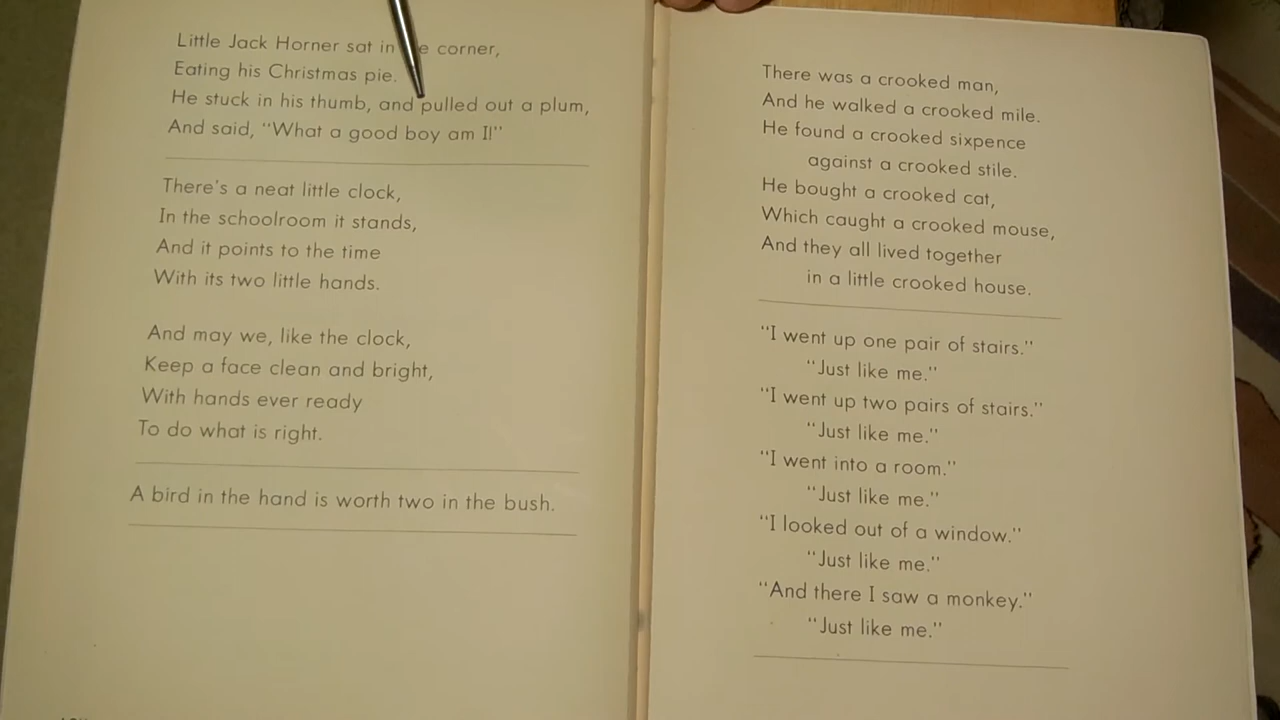 Little Jack Horner sat in e corner,
Eating his Christmas pie.
He stuck in his thumb, and pulled out a plum,
And said, "What a good boy am I!"
There's a neat little clock,
In the schoolroom it stands,
And it points to the time
With its two little hands.
And may we, like the clock,
Keep a face clean and bright,
With hands ever ready
To do what is right.
A bird in the hand is worth two in the bush.
There was a crooked man,
And he walked a crooked mile.
He found a crooked sixpence
against a crooked stile.
He bought a crooked cat,
Which caught a crooked mouse,
And they all lived together
in a little crooked house.
"I went up one pair of stairs."
"Just like me."
"I went up two pairs of stairs."
"Just like me."
"I went into a room."
"Just like me."
"I looked out of a window."
"Just like me."
"And there I saw a monkey."
"Just like me."